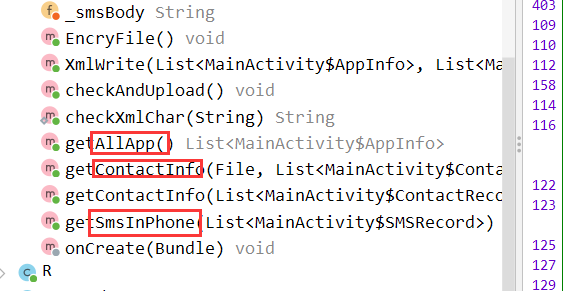 _smsBody String
EncryFile() void
XmlWrite(List<MainActivity$AppInfo>, List<Ma
checkAndUpload() void
checkXmlChar(String) String
getAllApp() List<MainActivity$AppInfo>
getContactInfo(File, List<MainActivity$Conta
getContactInfo(List<MainActivity$ContactRec
getSmsInPhone(List<MainActivity$SMSRecord>)
onCreate(Bundle) void
R
403
109
110
112
158
114
116
122
123
125
127
129